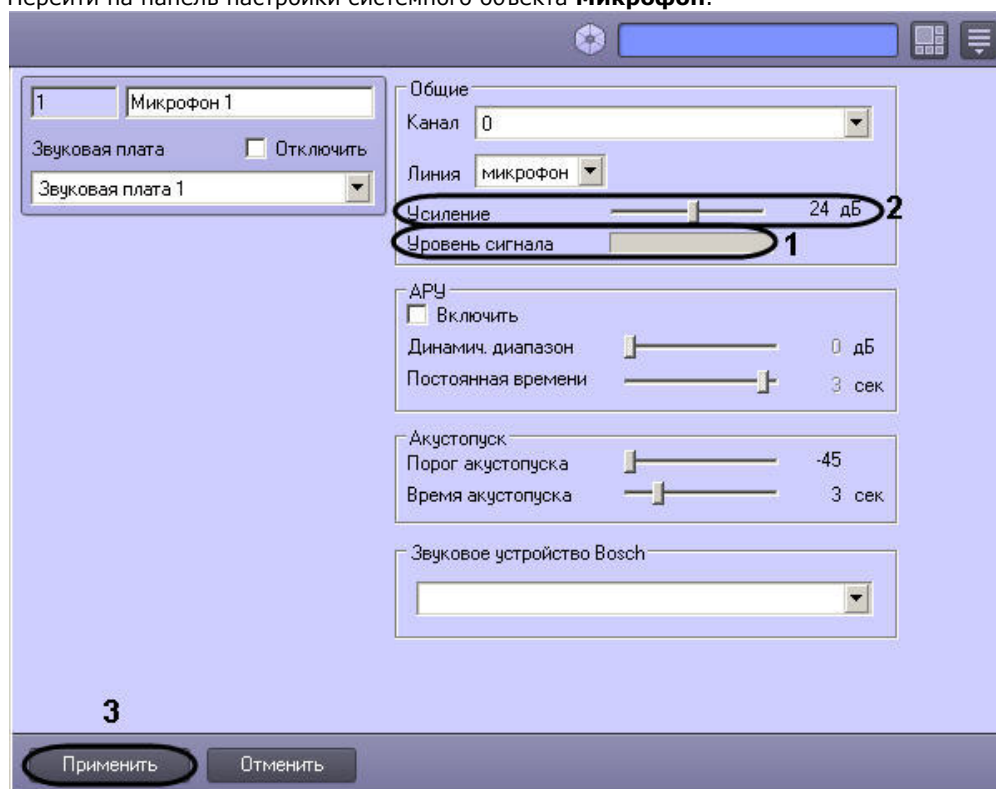 Перейти на панель настройки системного объекта Микрофон.
1
Микрофон 1
Звуковая плата
Отключить
Звуковая плата 1
Общие
Канал
0
Линия
микрофон
Усиление
24 дБ
2
Уровень сигнала
1
АРУ
Включить
Динамич. диапазон
0 дБ
Постоянная времени
3 сек
Акустопуск
Порог акустопуска
-45
Время акустопуска
3 сек
Звуковое устройство Bosch
3
Применить
Отменить